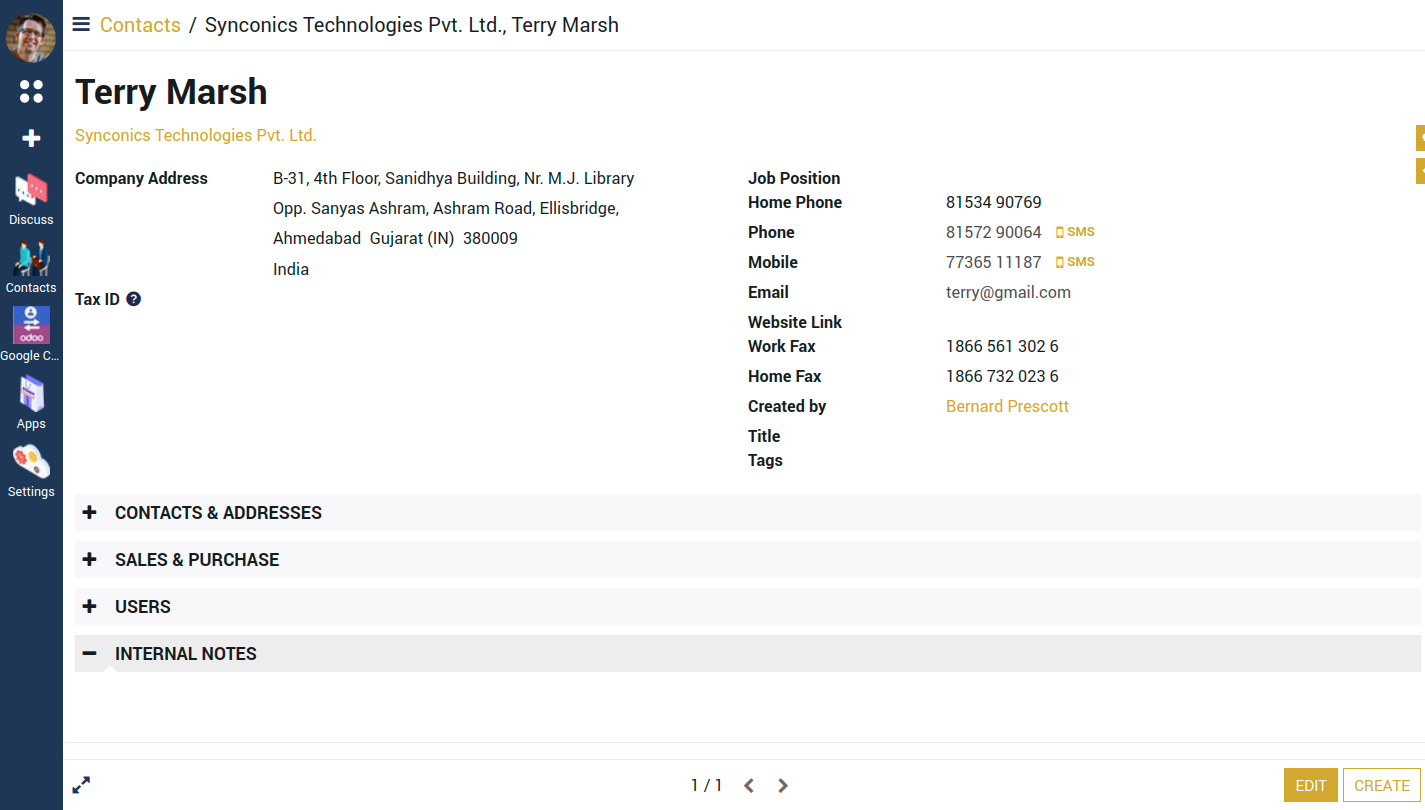 Contacts / Synconics Technologies Pvt. Ltd., Terry Marsh
Terry Marsh
Synconics Technologies Pvt. Ltd.
Company Address
B-31, 4th Floor, Sanidhya Building, Nr. M.J. Library
Opp. Sanyas Ashram, Ashram Road, Ellisbridge,
Ahmedabad Gujarat (IN) 380009
India
Tax ID ?
Job Position
Home Phone 81534 90769
Phone 81572 90064 SMS
Mobile 77365 11187 SMS
Email terry@gmail.com
Website Link
Work Fax 1866 561 302 6
Home Fax 1866 732 023 6
Created by Bernard Prescott
Title
Tags
Discuss
Contacts
odoo
Google C...
Apps
Settings
CONTACTS & ADDRESSES
SALES & PURCHASE
USERS
INTERNAL NOTES
1 / 1
EDIT CREATE